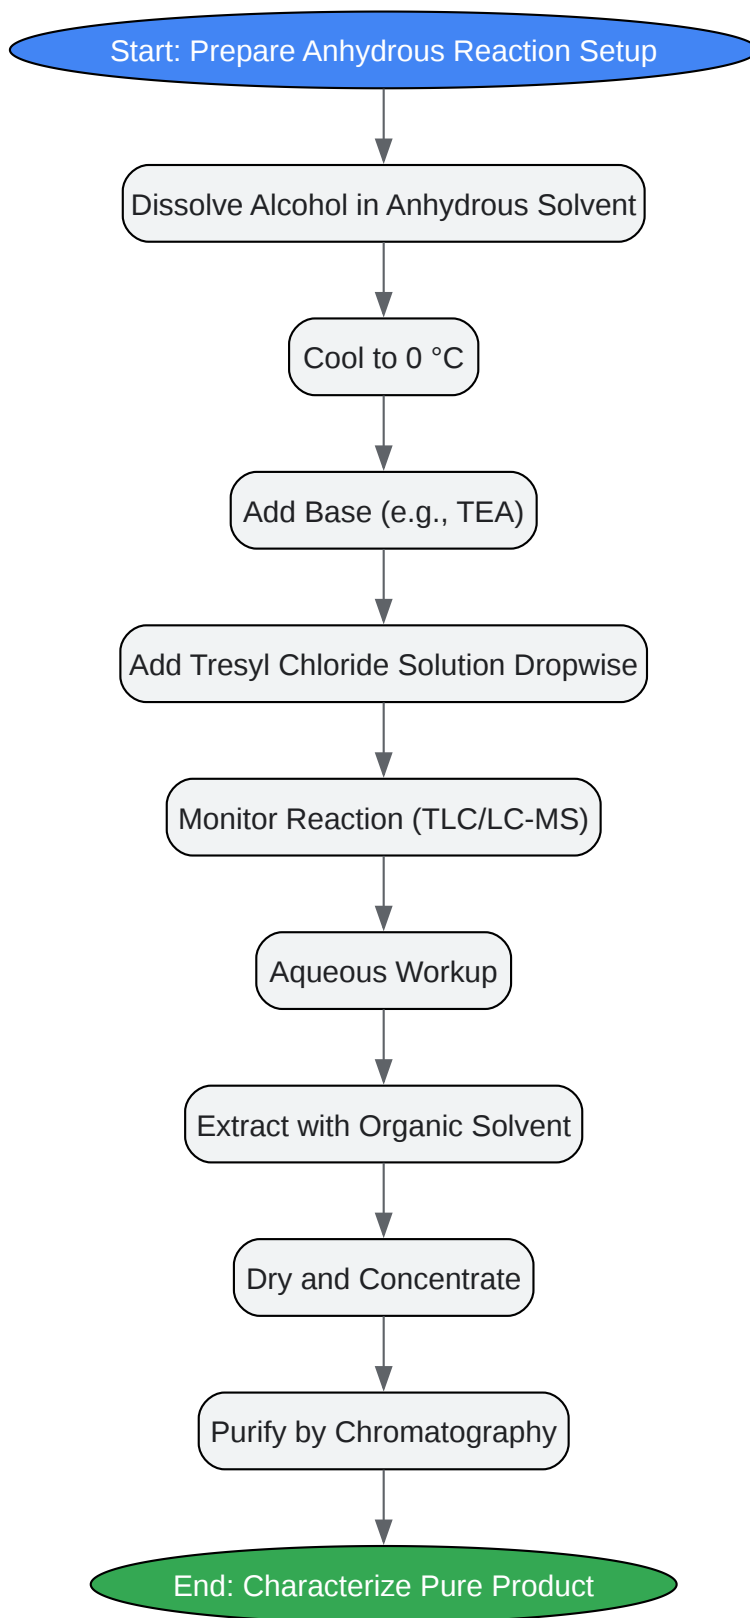 Start: Prepare Anhydrous Reaction Setup
Dissolve Alcohol in Anhydrous Solvent
Cool to 0 °C
Add Base (e.g., TEA)
Add Tresyl Chloride Solution Dropwise
Monitor Reaction (TLC/LC-MS)
Aqueous Workup
Extract with Organic Solvent
Dry and Concentrate
Purify by Chromatography
End: Characterize Pure Product